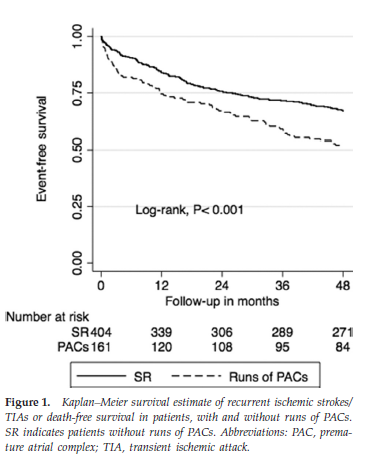 1.00
0.75
0.50
0.25
0.00
Event-free survival
Log-rank, P< 0.001
0 12 24 36 48
Follow-up in months
Number at risk
SR 404 339 306 289 271
PACs 161 120 108 95 84
SR Runs of PACs
Figure 1. Kaplan–Meier survival estimate of recurrent ischemic strokes/
TIAs or death-free survival in patients, with and without runs of PACs.
SR indicates patients without runs of PACs. Abbreviations: PAC, prema-
ture atrial complex; TIA, transient ischemic attack.